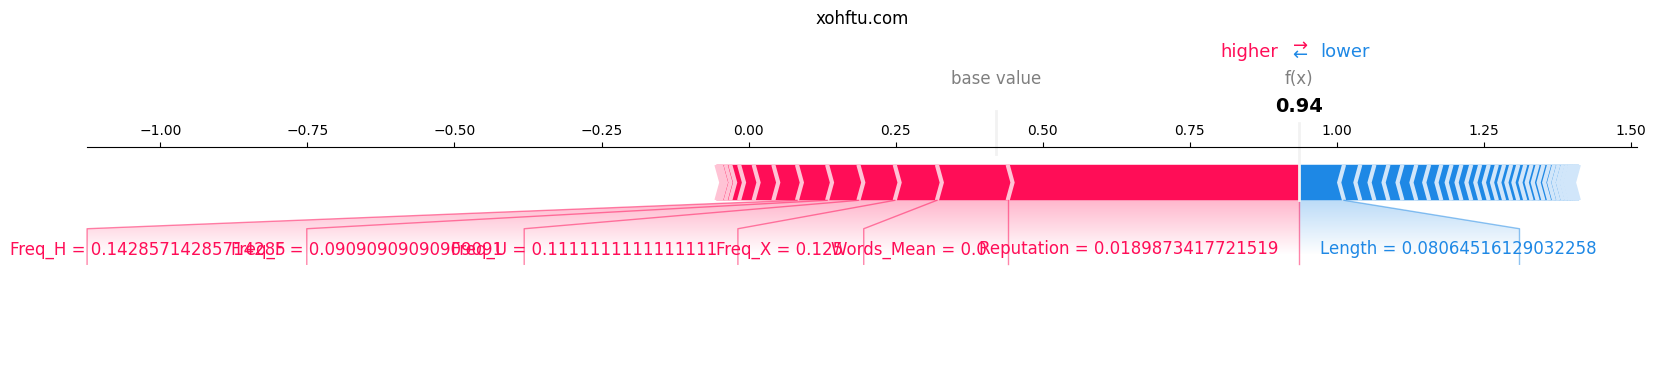 xohftu.com
higher ⇄ lower
base value f(x)
0.94
−1.00 −0.75 −0.50 −0.25 0.00 0.25 0.50 0.75 1.00 1.25 1.50
Freq_H = 0.14285714285714285 = 0.09090909090909091 Freq_U = 0.1111111111111111 Freq_X = 0.125 Words_Mean = 0.0 Reputation = 0.0189873417721519 Length = 0.08064516129032258